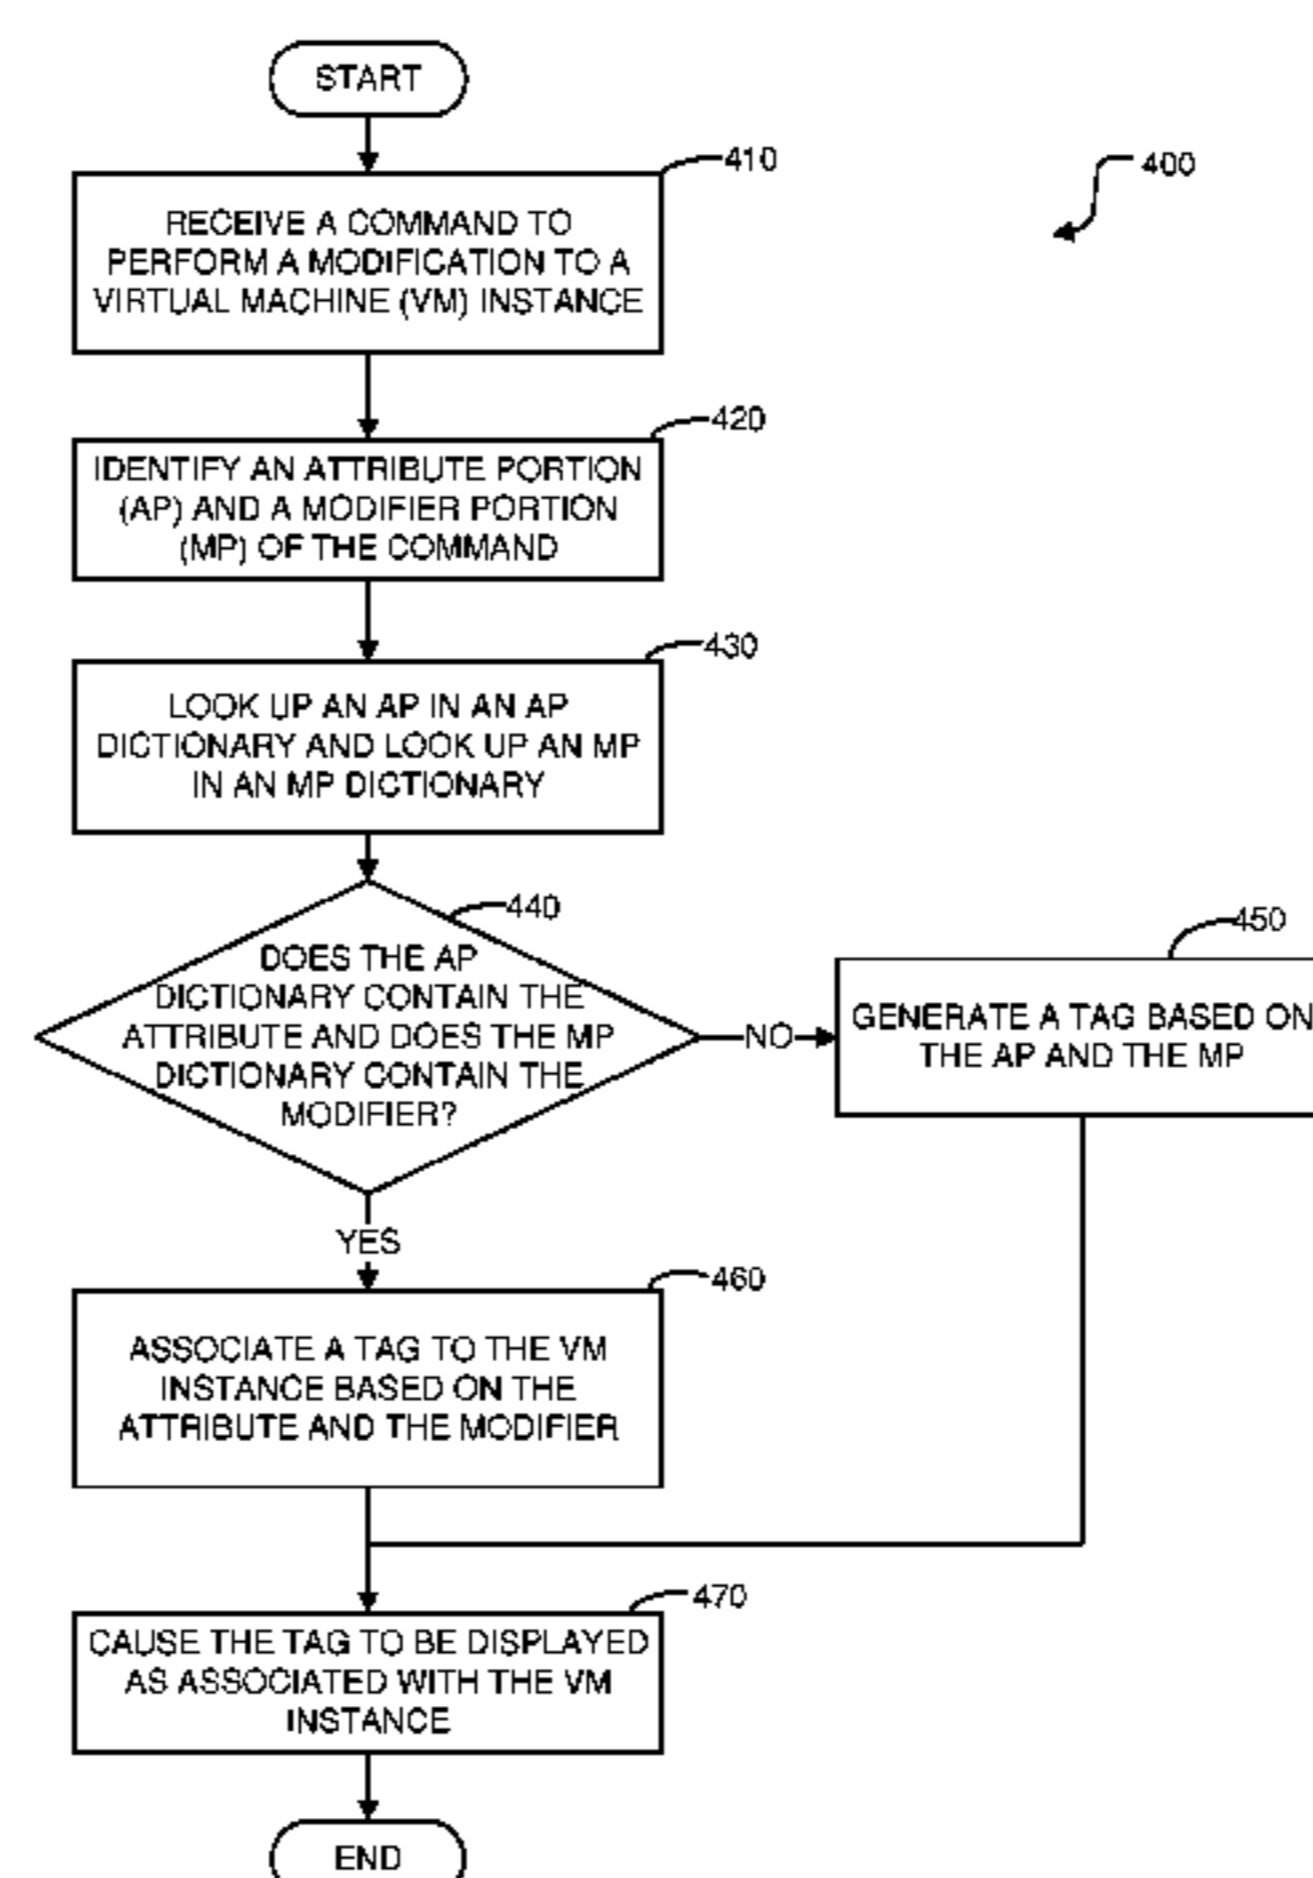 START
410
400
RECEIVE A COMMAND TO
PERFORM A MODIFICATION TO A
VIRTUAL MACHINE (VM) INSTANCE
420
IDENTIFY AN ATTRIBUTE PORTION
(AP) AND A MODIFIER PORTION
(MP) OF THE COMMAND
430
LOOK UP AN AP IN AN AP
DICTIONARY AND LOOK UP AN MP
IN AN MP DICTIONARY
440
DOES THE AP
DICTIONARY CONTAIN THE
ATTRIBUTE AND DOES THE MP
DICTIONARY CONTAIN THE
MODIFIER?
NO
450
GENERATE A TAG BASED ON
THE AP AND THE MP
YES
460
ASSOCIATE A TAG TO THE VM
INSTANCE BASED ON THE
ATTRIBUTE AND THE MODIFIER
470
CAUSE THE TAG TO BE DISPLAYED
AS ASSOCIATED WITH THE VM
INSTANCE
END